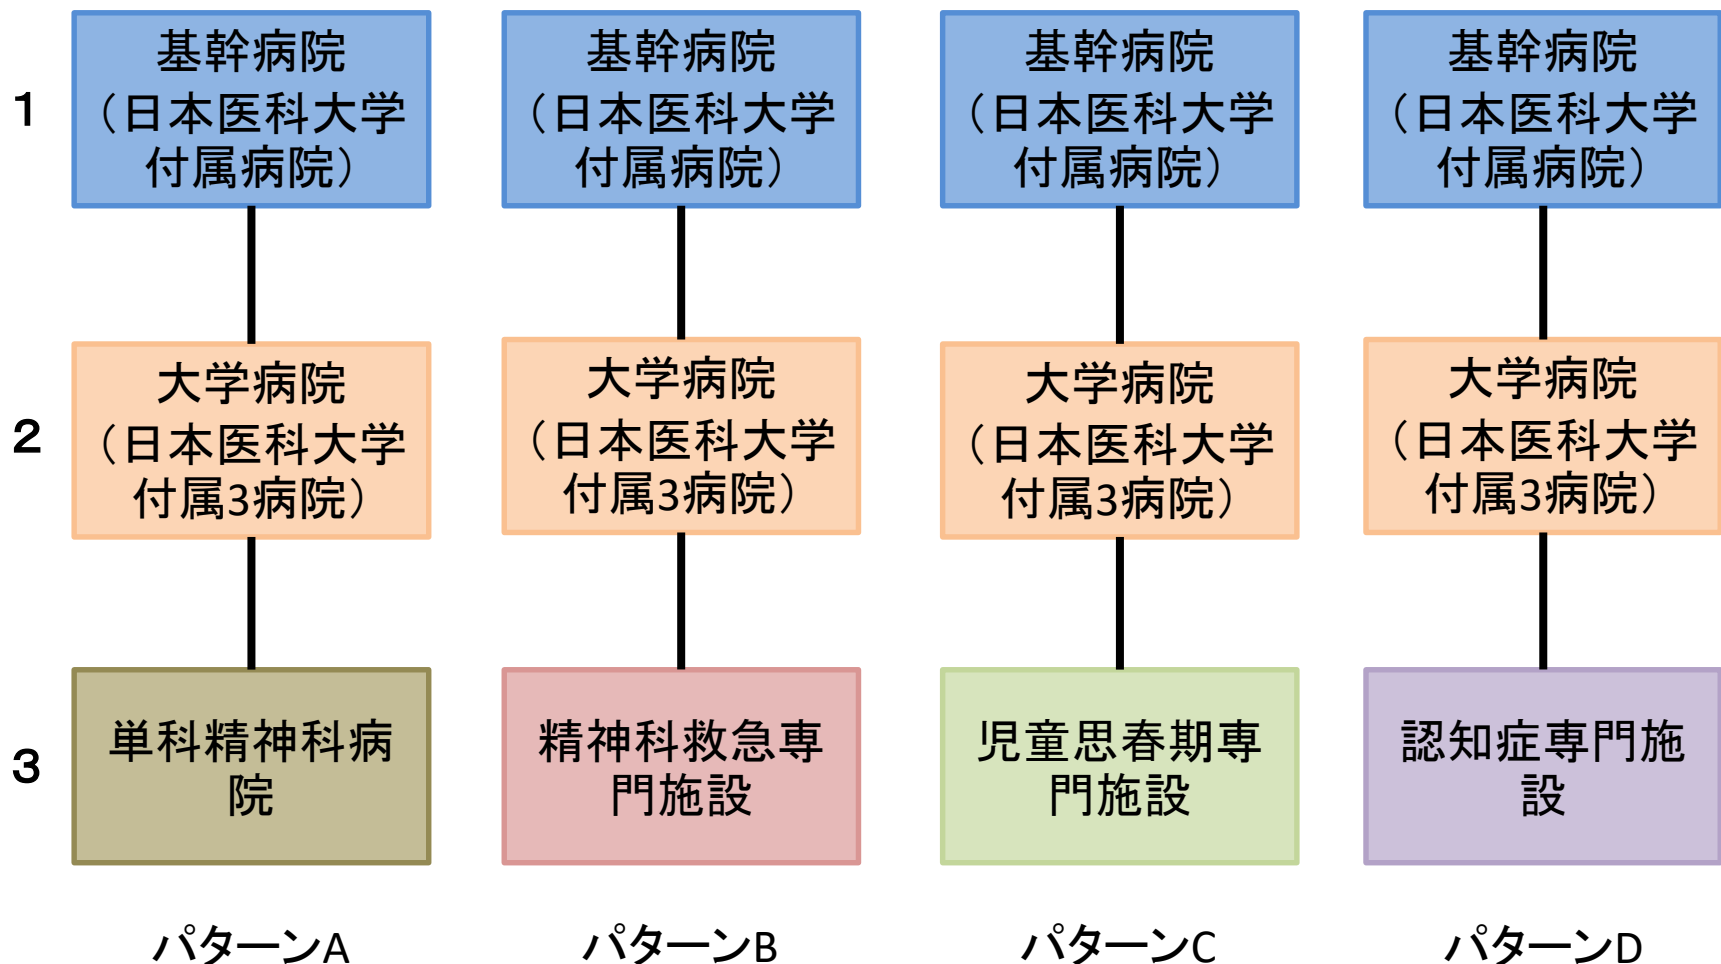 1
基幹病院
（日本医科大学
付属病院）
基幹病院
（日本医科大学
付属病院）
基幹病院
（日本医科大学
付属病院）
基幹病院
（日本医科大学
付属病院）
2
大学病院
（日本医科大学
付属3病院）
大学病院
（日本医科大学
付属3病院）
大学病院
（日本医科大学
付属3病院）
大学病院
（日本医科大学
付属3病院）
3
単科精神科病
院
精神科救急専
門施設
児童思春期専
門施設
認知症専門施
設
パターンA
パターンB
パターンC
パターンD